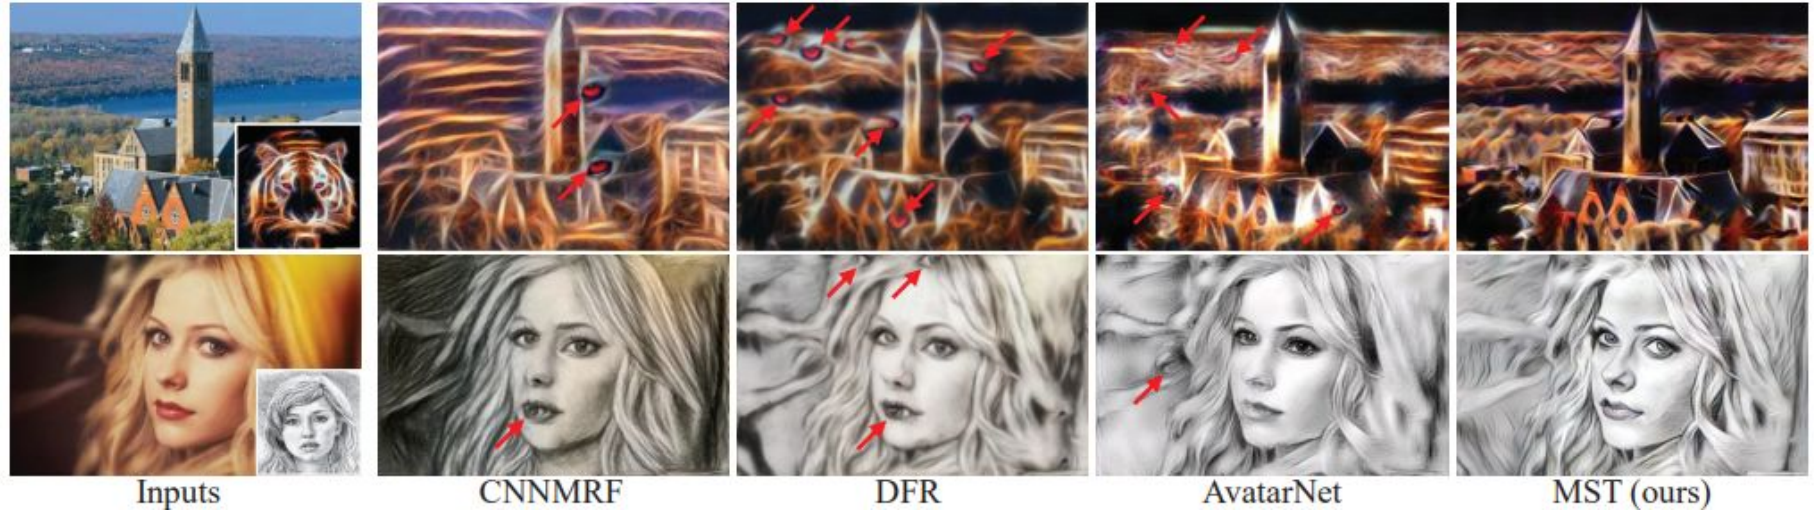 Inputs
CNNMRF
DFR
AvatarNet
MST (ours)